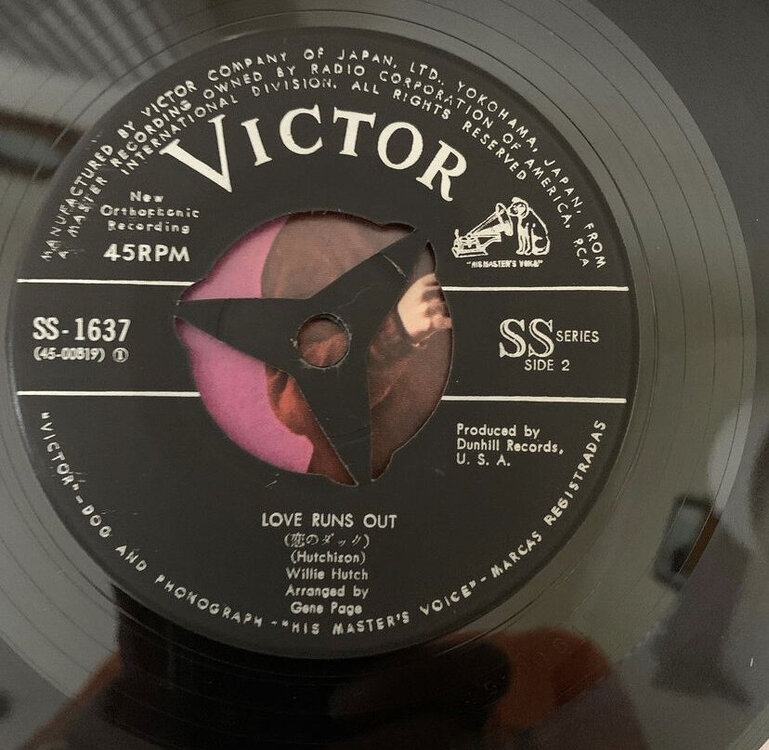 MANUFACTURED BY VICTOR COMPANY OF JAPAN, LTD., YOKOHAMA, JAPAN, FROM
A MASTER RECORDING OWNED BY RADIO CORPORATION OF AMERICA, RCA
INTERNATIONAL DIVISION, ALL RIGHTS RESERVED
VICTOR
New
Orthophonic
Recording
45RPM
"HIS MASTER'S VOICE"
SS-1637
(45-00819) Ⓘ
SS SERIES
SIDE 2
Produced by
Dunhill Records,
U. S. A.
LOVE RUNS OUT
(恋のダック)
(Hutchison)
Willie Hutch
Arranged by
Gene Page
"VICTOR"-DOG AND PHONOGRAPH-"HIS MASTER'S VOICE"-MARCAS REGISTRADAS